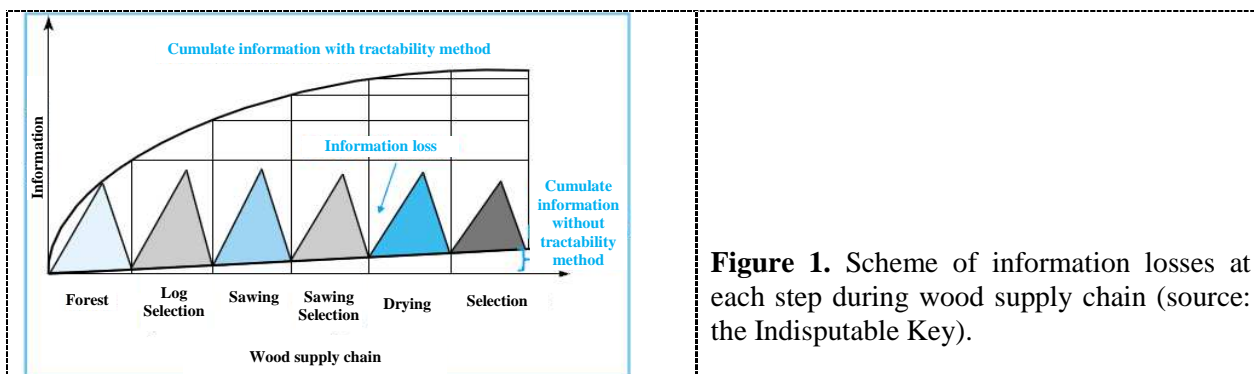 Cumulate information with tractability method
Information
Information loss
Cumulate
information
without
tractability
method
Forest
Log
Selection
Sawing
Sawing
Selection
Drying
Selection
Wood supply chain
Figure 1. Scheme of information losses at
each step during wood supply chain (source:
the Indisputable Key).